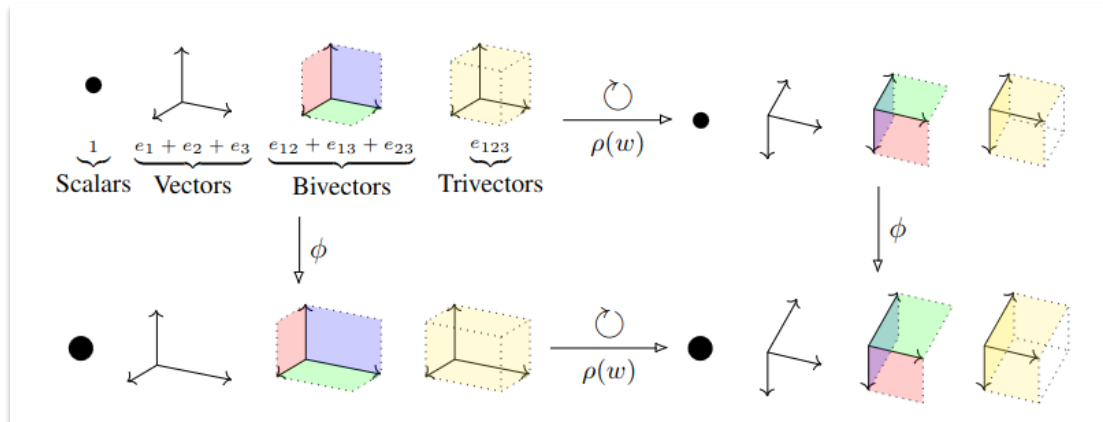 1 e₁ + e₂ + e₃ e₁₂ + e₁₃ + e₂₃ e₁₂₃ ρ(w)
Scalars Vectors Bivectors Trivectors
ϕ ϕ
ρ(w)